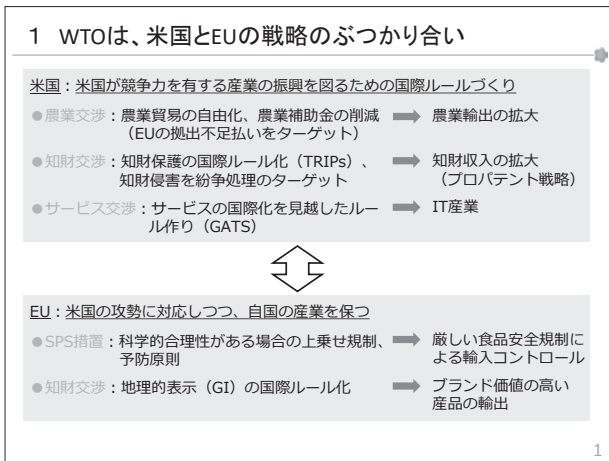 1 WTOは、米国とEUの戦略のぶつかり合い
米国：米国が競争力を有する産業の振興を図るための国際ルールづくり
●農業交渉：農業貿易の自由化、農業補助金の削減 農業輸出の拡大
（EUの拠出不足払いをターゲット）
●知財交渉：知財保護の国際ルール化（TRIPs）、 知財収入の拡大
知財侵害を紛争処理のターゲット （プロパテント戦略）
●サービス交渉：サービスの国際化を見越したルー IT産業
ル作り（GATS）
EU：米国の攻勢に対応しつつ、自国の産業を保つ
●SPS措置：科学的合理性がある場合の上乗せ規制、 厳しい食品安全規制に
予防原則 よる輸入コントロール
●知財交渉：地理的表示（GI）の国際ルール化 ブランド価値の高い
産品の輸出
1